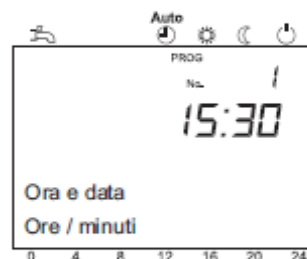 Auto
PROG
No. 1
15:30
Ora e data
Ore / minuti
0 4 8 12 16 20 24